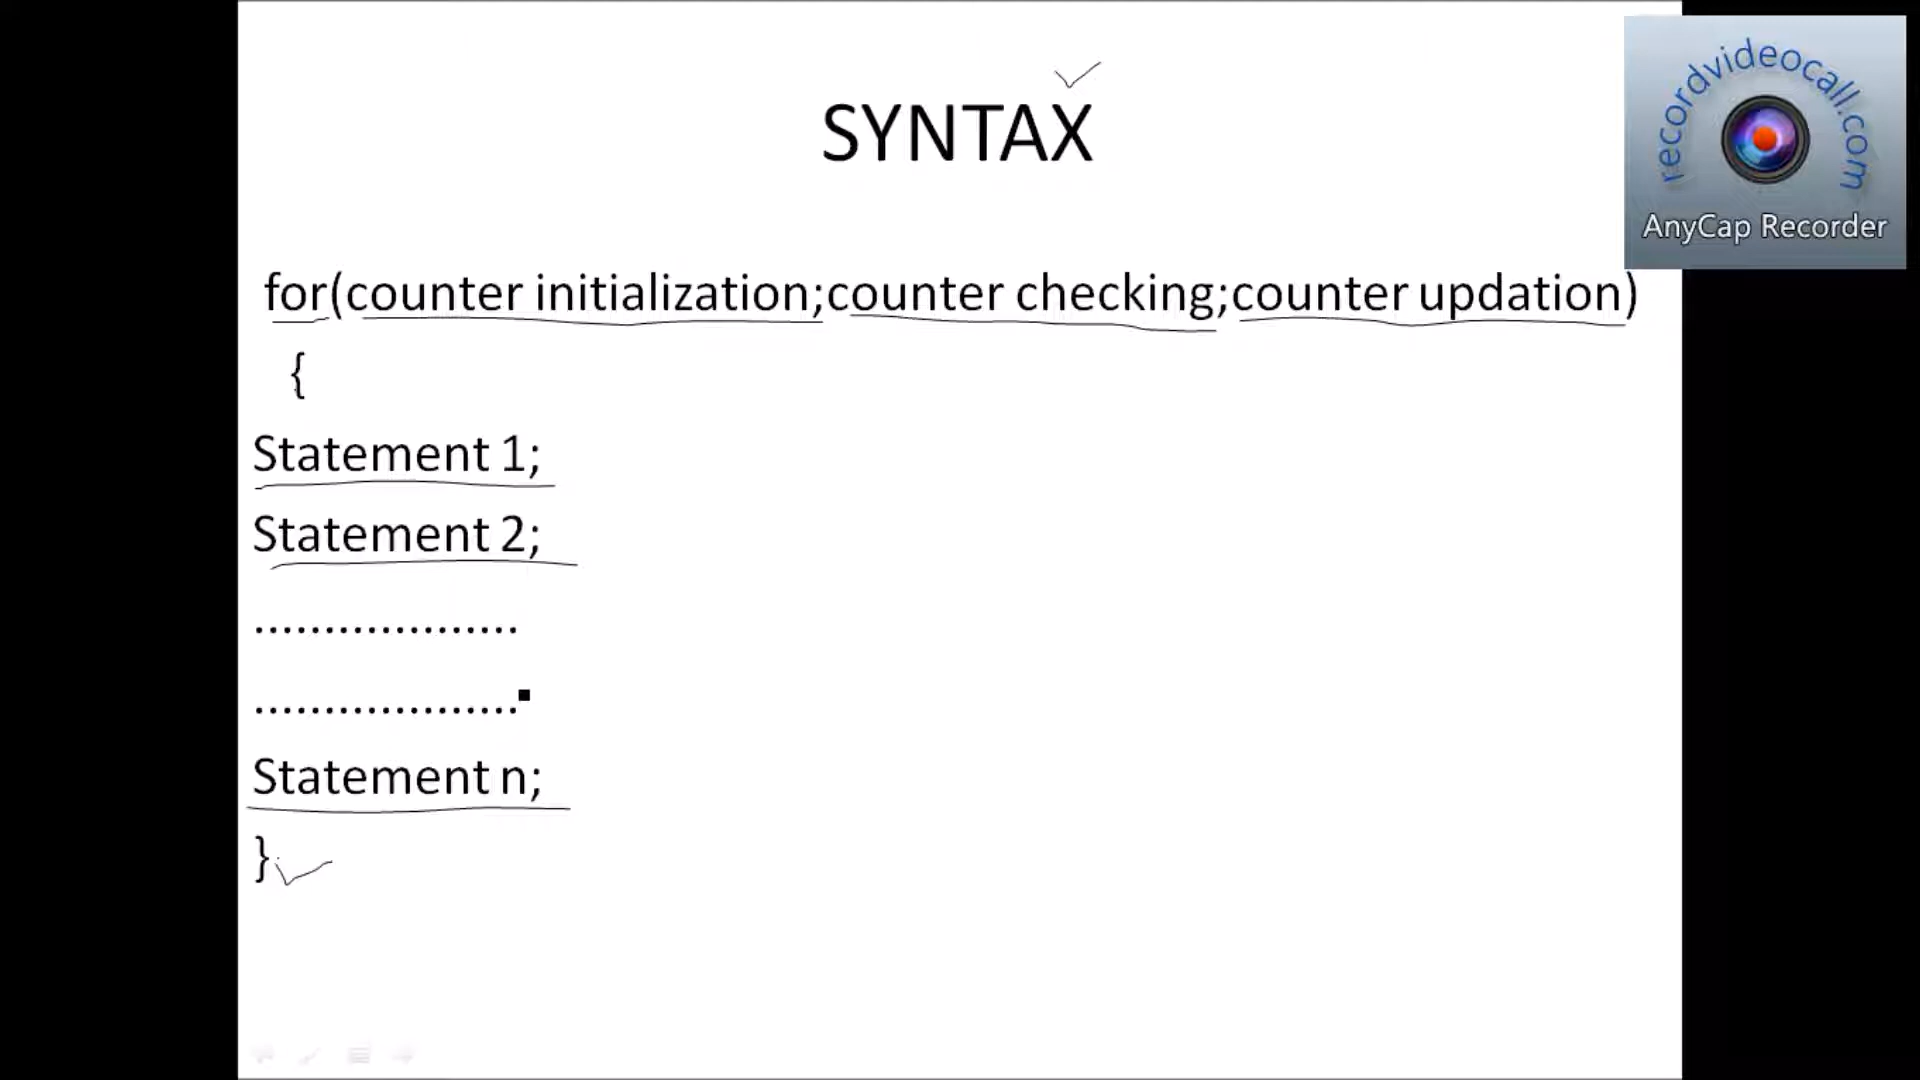 SYNTAX
for(counter initialization;counter checking;counter updation)
{
Statement 1;
Statement 2;
...................
...................
Statement n;
}
recordvideocall.com
AnyCap Recorder